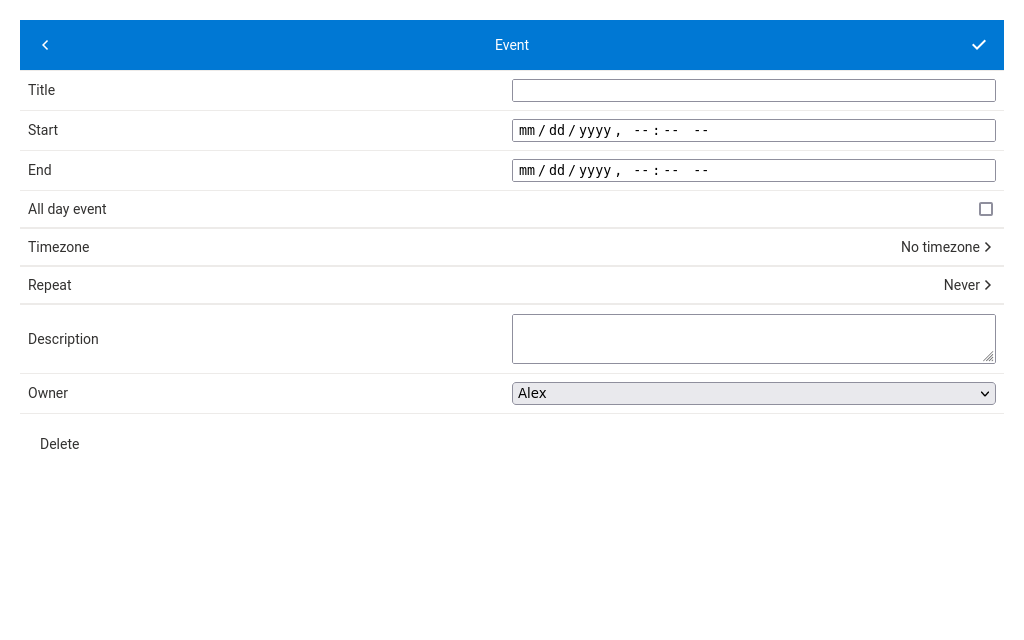 Event
Title
Start mm/dd/yyyy, --:-- --
End mm/dd/yyyy, --:-- --
All day event
Timezone No timezone
Repeat Never
Description
Owner Alex
Delete